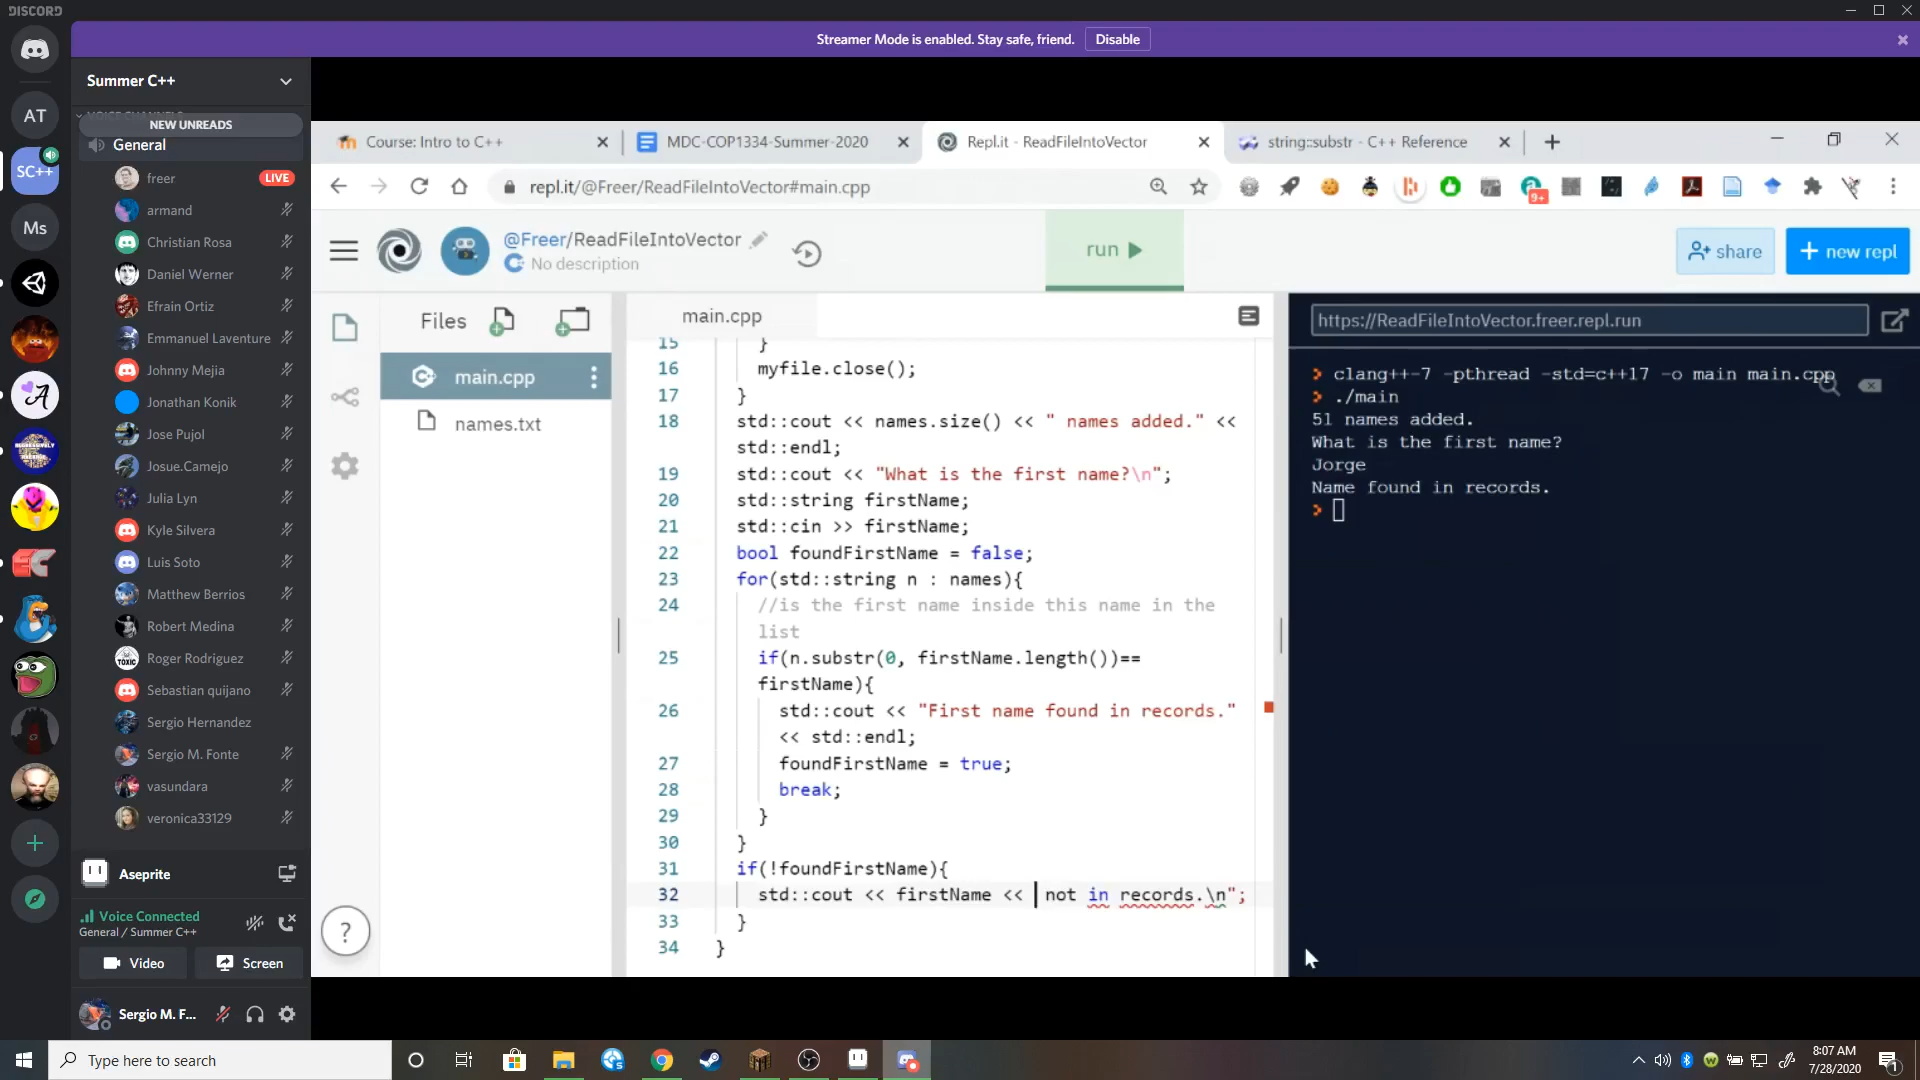 DISCORD
Streamer Mode is enabled. Stay safe, friend. Disable
Summer C++
NEW UNREADS
General
AT
SC++
Ms
freer LIVE
armand
Christian Rosa
Daniel Werner
Efrain Ortiz
Emmanuel Laventure
Johnny Mejia
Jonathan Konik
Jose Pujol
Josue.Camejo
Julia Lyn
Kyle Silvera
Luis Soto
Matthew Berrios
Robert Medina
Roger Rodriguez
Sebastian quijano
Sergio Hernandez
Sergio M. Fonte
vasundara
veronica33129
Aseprite
Voice Connected
General / Summer C++
Video Screen
Sergio M. F...
Course: Intro to C++ MDC-COP1334-Summer-2020 Repl.it - ReadFileIntoVector string::substr - C++ Reference
repl.it/@Freer/ReadFileIntoVector#main.cpp
9+
@Freer/ReadFileIntoVector
No description
run
share
+ new repl
Files
main.cpp
names.txt
main.cpp
15 }
16 myfile.close();
17 }
18 std::cout << names.size() << " names added." <<
std::endl;
19 std::cout << "What is the first name?\n";
20 std::string firstName;
21 std::cin >> firstName;
22 bool foundFirstName = false;
23 for(std::string n : names){
24 //is the first name inside this name in the
list
25 if(n.substr(0, firstName.length())==
firstName){
26 std::cout << "First name found in records."
<< std::endl;
27 foundFirstName = true;
28 break;
29 }
30 }
31 if(!foundFirstName){
32 std::cout << firstName << not in records.\n";
33 }
34 }
?
https://ReadFileIntoVector.freer.repl.run
> clang++-7 -pthread -std=c++17 -o main main.cpp
> ./main
51 names added.
What is the first name?
Jorge
Name found in records.
>
Type here to search
8:07 AM
7/28/2020
1